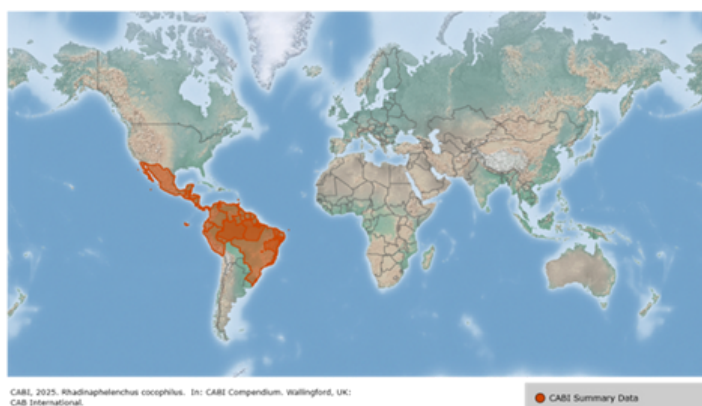 CABI, 2025. Rhadinaphelenchus cocophilus. In: CABI Compendium. Wallingford, UK:
CAB International.
CABI Summary Data